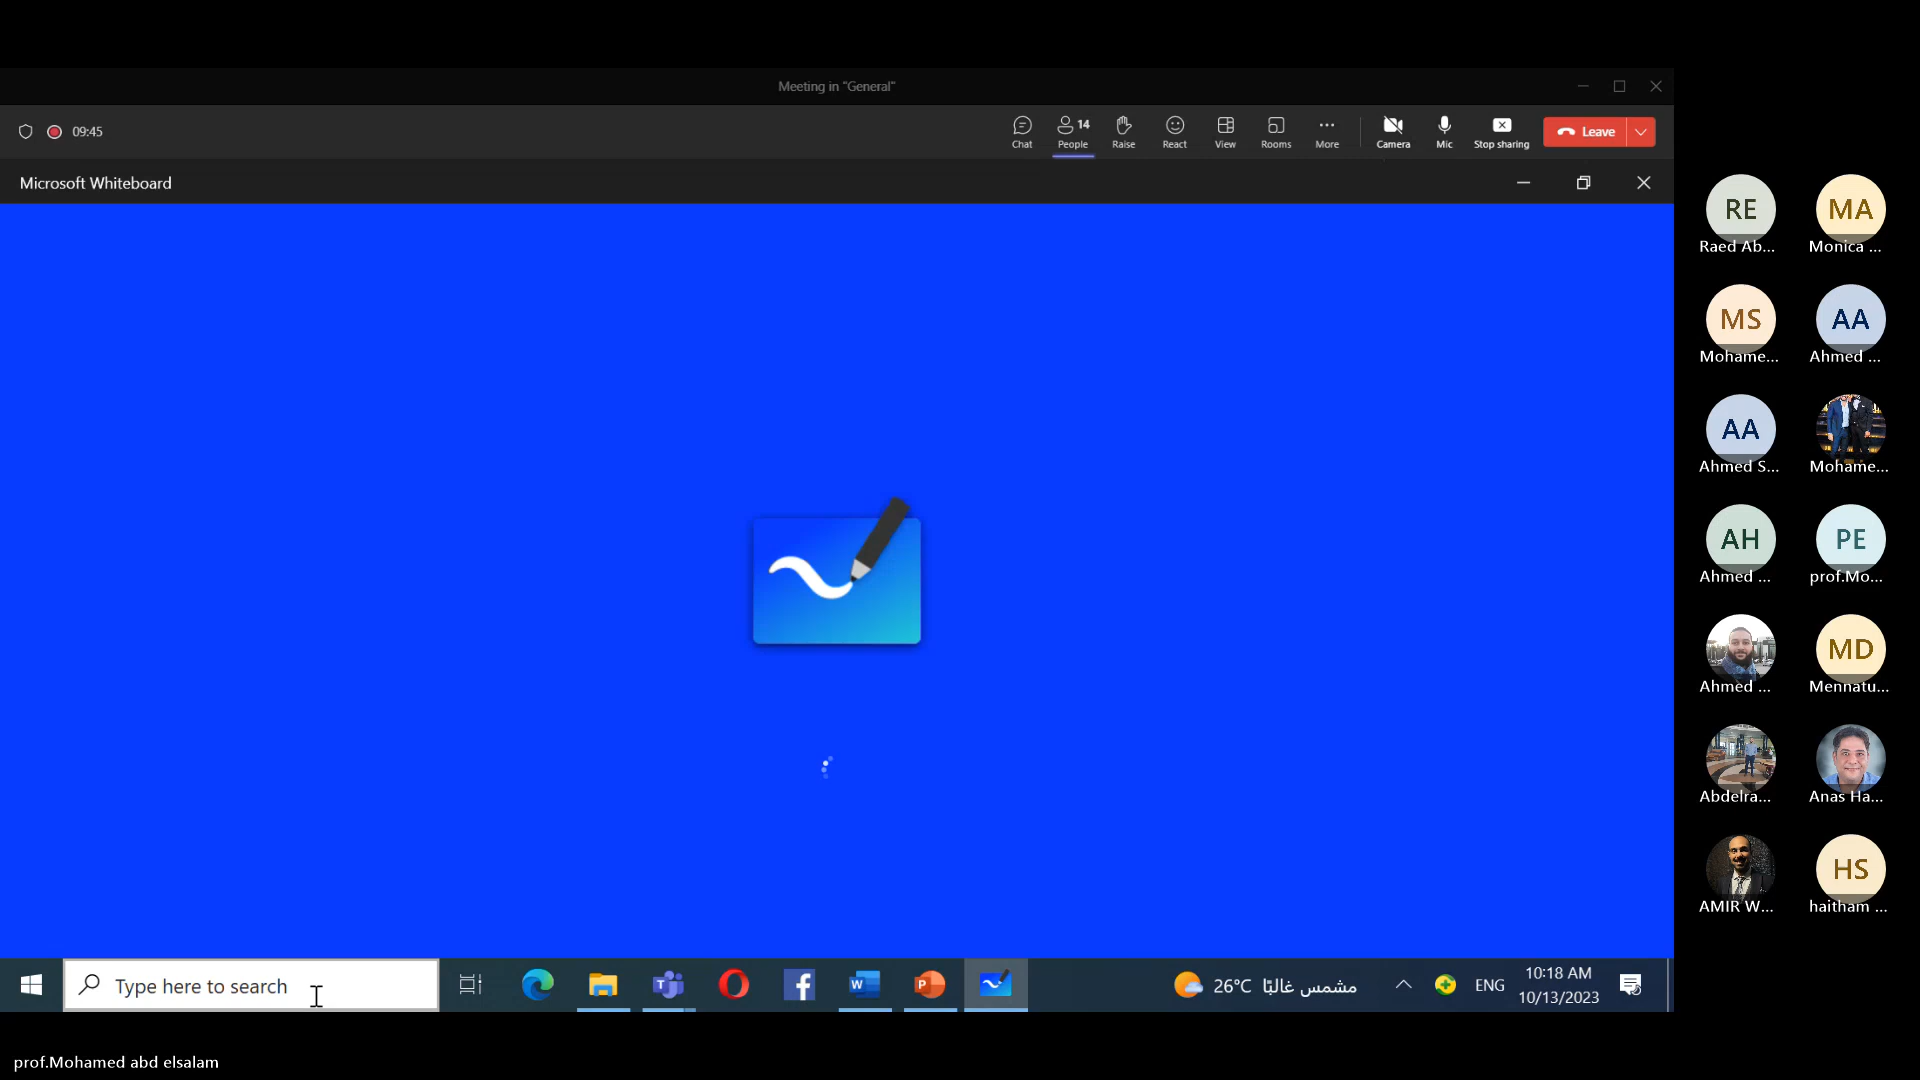 Meeting in "General"
09:45
Chat
14
People
Raise
React
View
Rooms
More
Camera
Mic
Stop sharing
Leave
Microsoft Whiteboard
RE
Raed Ab...
MA
Monica ...
MS
Mohame...
AA
Ahmed ...
AA
Ahmed S...
Mohame...
AH
Ahmed ...
PE
prof.Mo...
Ahmed ...
MD
Mennatu...
Abdelra...
Anas Ha...
AMIR W...
HS
haitham ...
Type here to search
26°C مشمس غالبًا
ENG
10:18 AM
10/13/2023
prof.Mohamed abd elsalam